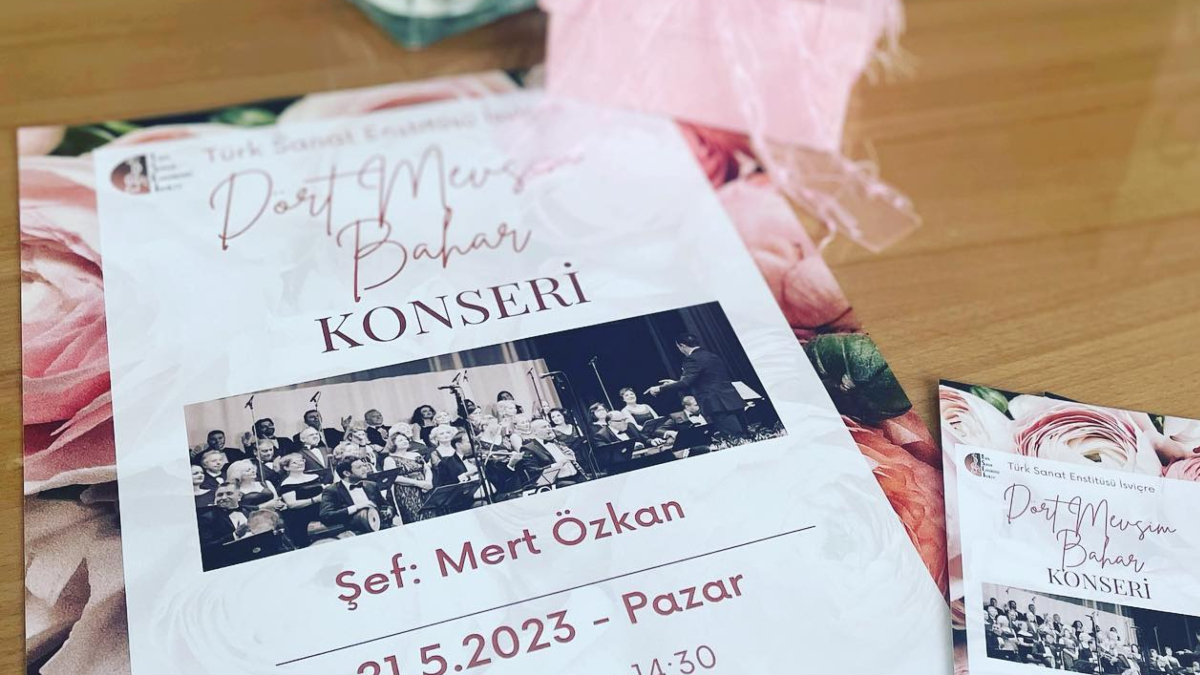 Türk Sanat Enstitüsü İsviçre
Dört Mevsim
Bahar
KONSERİ
Şef: Mert Özkan
21.5.2023 - Pazar
14:30
Türk Sanat Enstitüsü İsviçre
Dört Mevsim
Bahar
KONSERİ